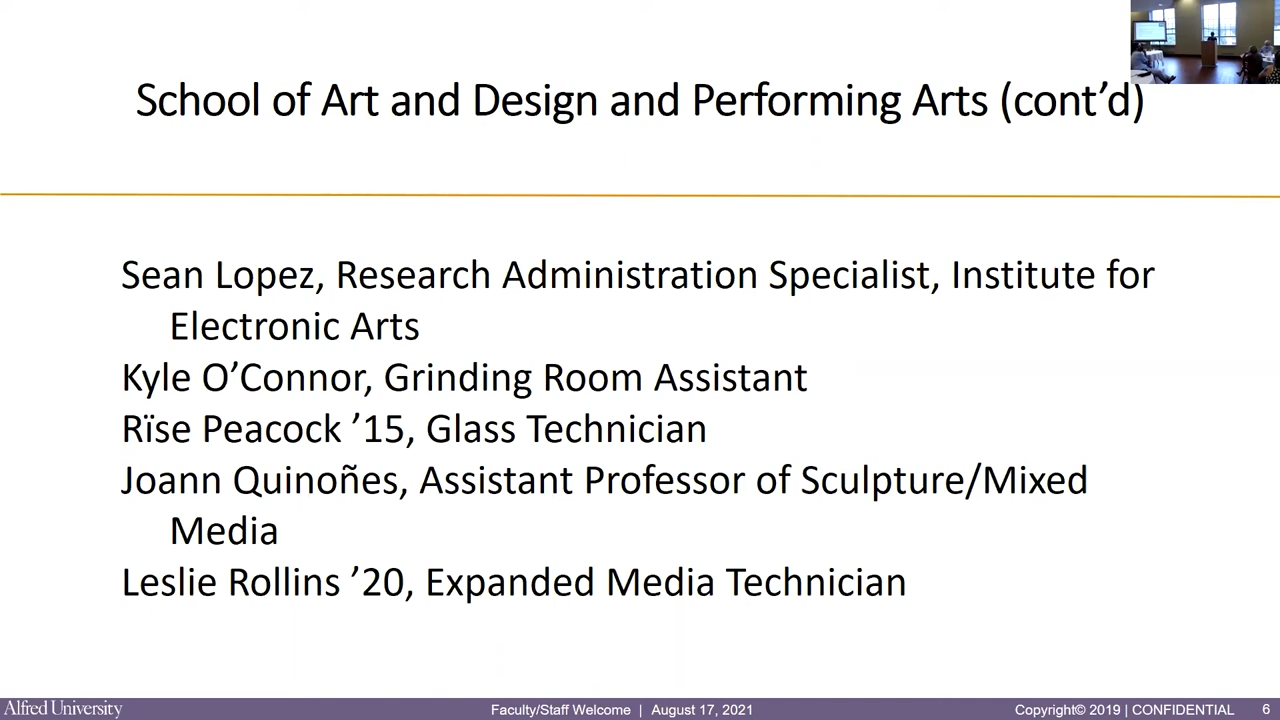 School of Art and Design and Performing Arts (cont’d)
Sean Lopez, Research Administration Specialist, Institute for
Electronic Arts
Kyle O’Connor, Grinding Room Assistant
Rïse Peacock ’15, Glass Technician
Joann Quinoñes, Assistant Professor of Sculpture/Mixed
Media
Leslie Rollins ’20, Expanded Media Technician
Alfred University
Faculty/Staff Welcome | August 17, 2021
Copyright© 2019 | CONFIDENTIAL
6